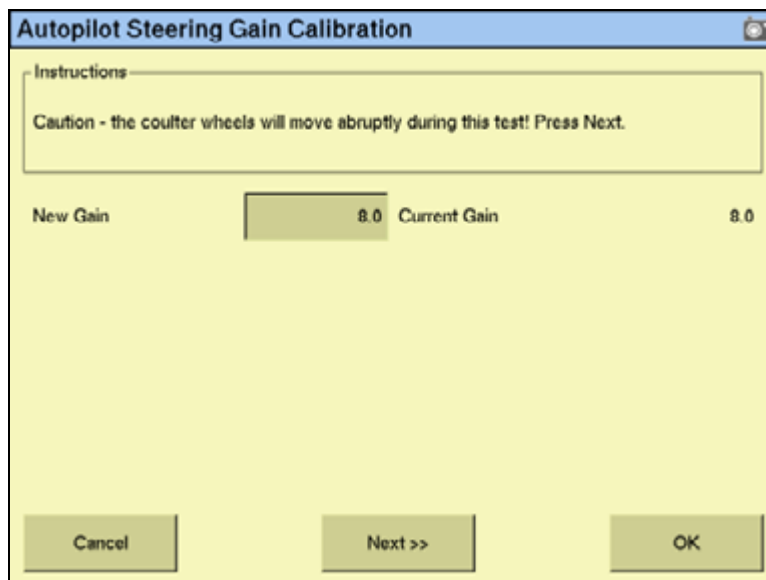 Autopilot Steering Gain Calibration
Instructions
Caution - the coulter wheels will move abruptly during this test! Press Next.
New Gain 8.0 Current Gain 8.0
Cancel Next >> OK